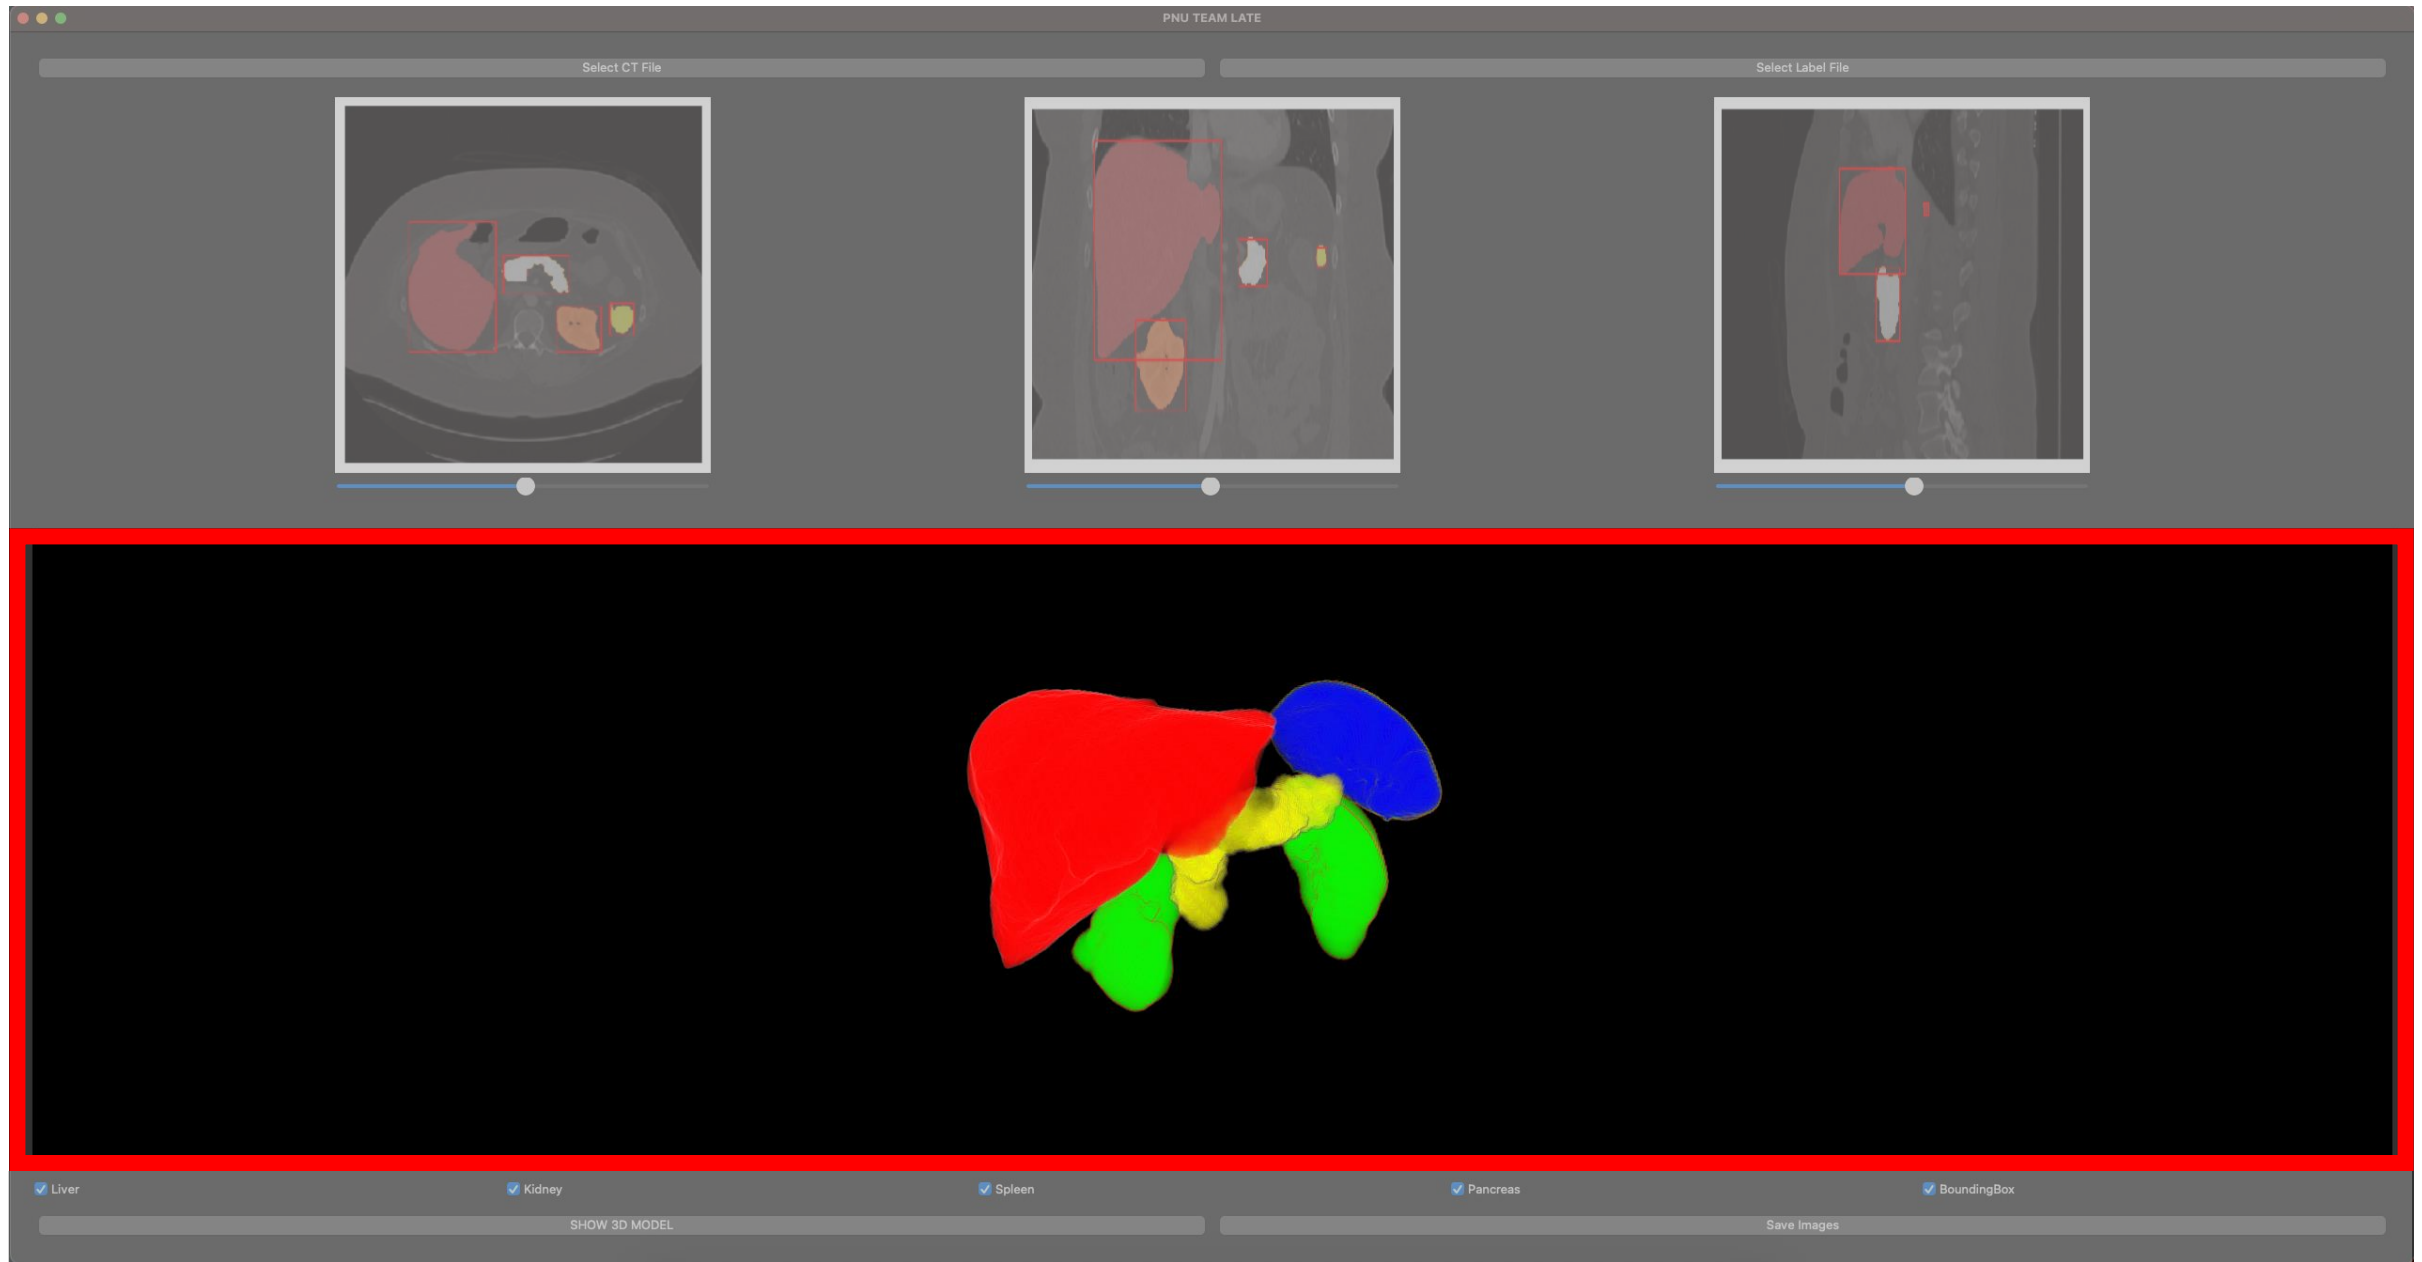 PNU TEAM LATE
Select CT File
Select Label File
Liver
Kidney
Spleen
Pancreas
BoundingBox
SHOW 3D MODEL
Save Images